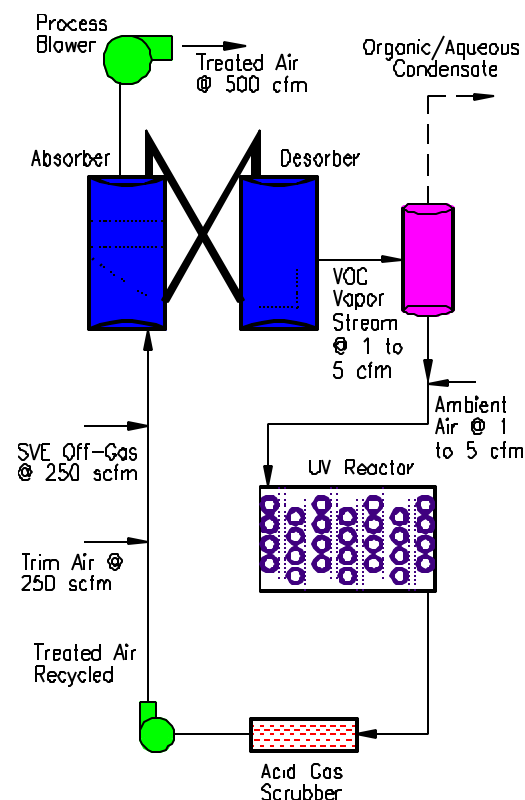 Process
Blower
Treated Air
@ 500 cfm
Organic/Aqueous
Condensate
Absorber
Desorber
VOC
Vapor
Stream
@ 1 to
5 cfm
Ambient
Air @ 1
to 5 cfm
SVE Off-Gas
@ 250 scfm
UV Reactor
Trim Air @
250 scfm
Treated Air
Recycled
Acid Gas
Scrubber